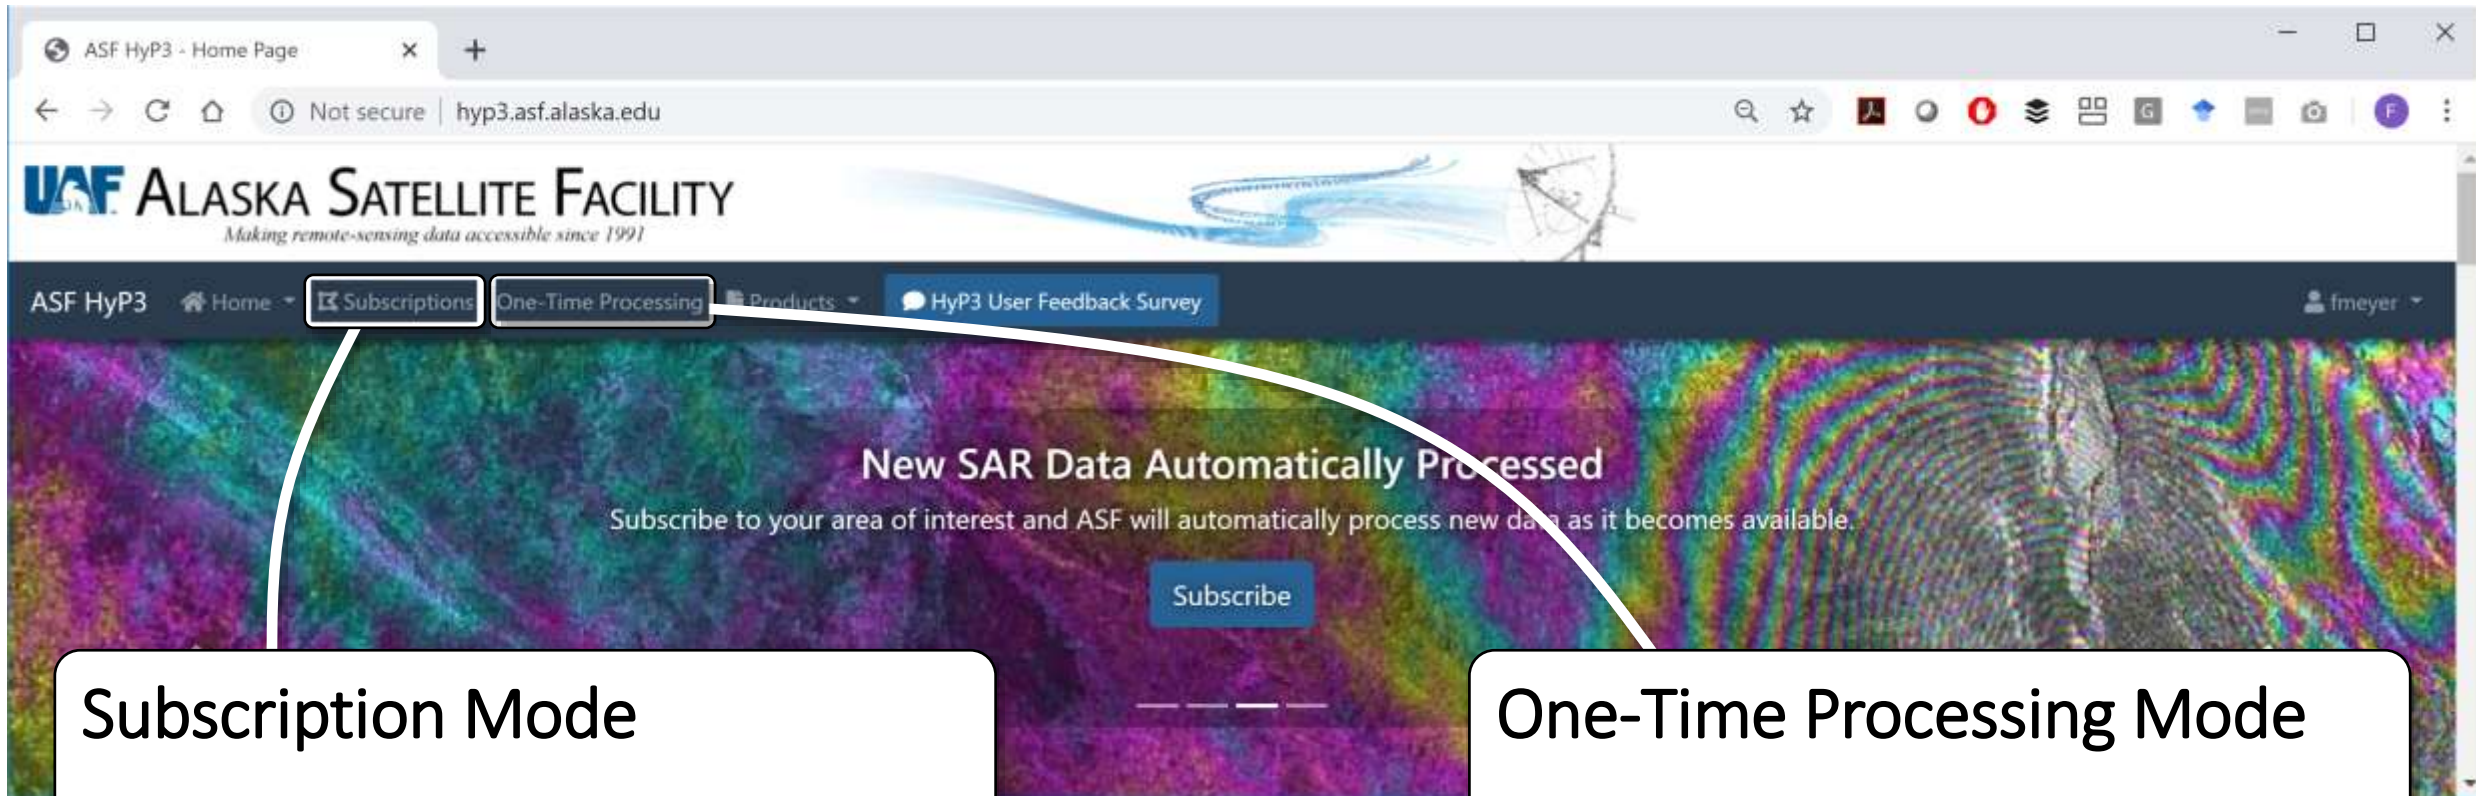 ASF HyP3 - Home Page
Not secure | hyp3.asf.alaska.edu
UAF ALASKA SATELLITE FACILITY
Making remote-sensing data accessible since 1991
ASF HyP3 Home Subscriptions One-Time Processing Products HyP3 User Feedback Survey fmeyer
New SAR Data Automatically Processed
Subscribe to your area of interest and ASF will automatically process new data as it becomes available.
Subscribe
Subscription Mode
One-Time Processing Mode